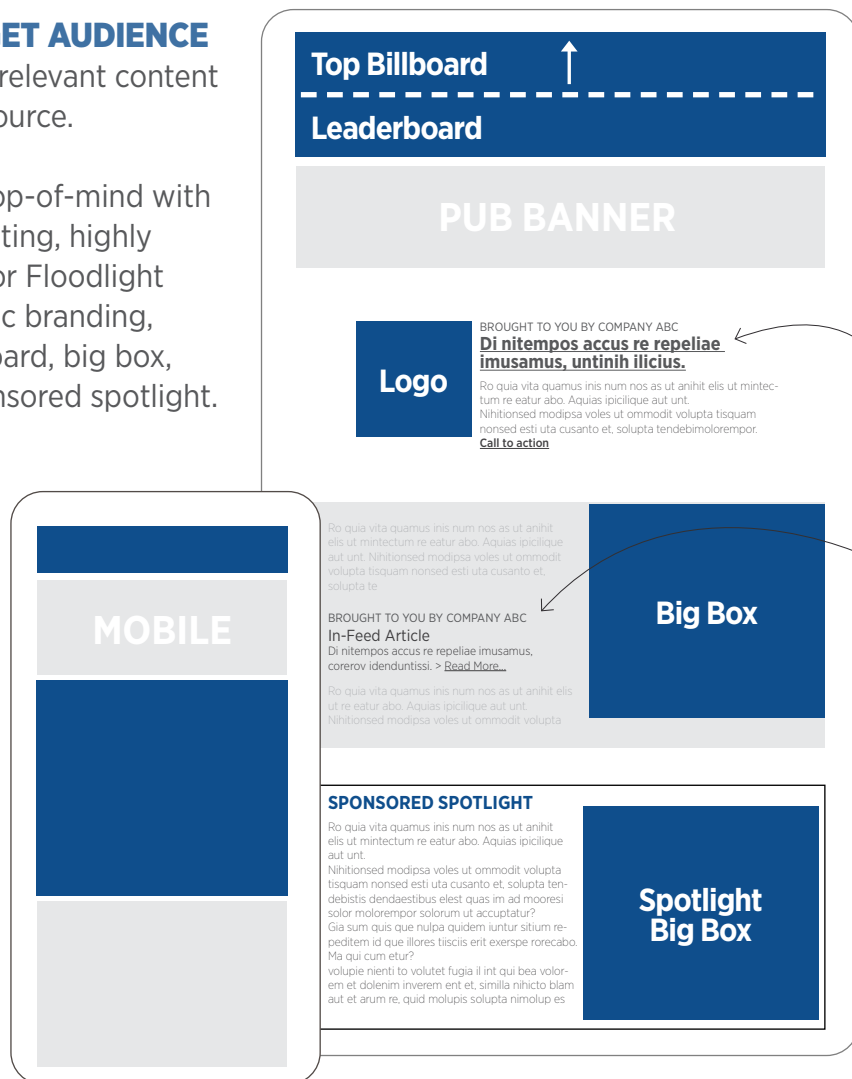 GET AUDIENCE
relevant content
ource.
op-of-mind with
ting, highly
or Floodlight
c branding,
oard, big box,
nsored spotlight.
Top Billboard
Leaderboard
PUB BANNER
Logo
BROUGHT TO YOU BY COMPANY ABC
Di nitempos accus re repeliae
imusamus, untinih ilicius.
Ro quia vita quamus inis num nos as ut anihit elis ut mintec-
tum re eatur abo. Aquias ipicilique aut unt.
Nihitionsed modipsa voles ut ommodit volupta tisquam
nonsed esti uta cusanto et, solupta tendebimolorempor.
Call to action
Ro quia vita quamus inis num nos as ut anihit
elis ut mintectum re eatur abo. Aquias ipicilique
aut unt. Nihitionsed modipsa voles ut ommodit
volupta tisquam nonsed esti uta cusanto et,
solupta te
BROUGHT TO YOU BY COMPANY ABC
In-Feed Article
Di nitempos accus re repeliae imusamus,
corerov idenduntissi. > Read More...
Ro quia vita quamus inis num nos as ut anihit elis
ut re eatur abo. Aquias ipicilique aut unt.
Nihitionsed modipsa voles ut ommodit volupta
Big Box
MOBILE
SPONSORED SPOTLIGHT
Ro quia vita quamus inis num nos as ut anihit
elis ut mintectum re eatur abo. Aquias ipicilique
aut unt.
Nihitionsed modipsa voles ut ommodit volupta
tisquam nonsed esti uta cusanto et, solupta ten-
debistis dendaestibus elest quas im ad mooresi
solor molorempor solorum ut accuptatur?
Gia sum quis que nulpa quidem iuntur sitium re-
peditem id que illores tiisciis erit exerspe rorecabo.
Ma qui cum etur?
volupie nienti to volutet fugia il int qui bea volor-
em et dolenim inverem ent et, similla nihicto blam
aut et arum re, quid molupis solupta nimolup es
Spotlight
Big Box